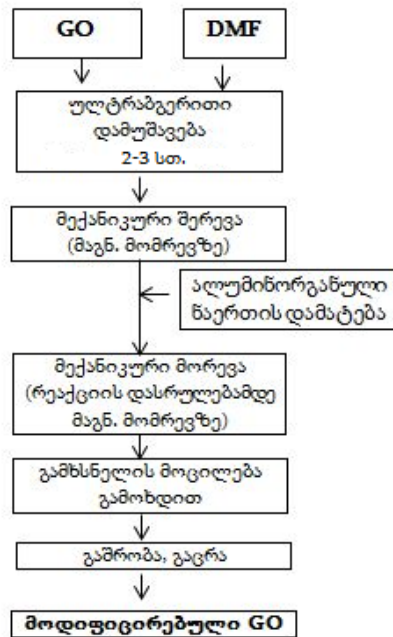 GO
DMF
ულტრაბგერითი
დამუშავება
2-3 სთ.
მექანიკური შერევა
(მაგნ. მომრევზე)
ალუმინორგანული
ნაერთის დამატება
მექანიკური მორევა
(რეაქციის დასრულებამდე
მაგნ. მომრევზე)
გამხსნელის მოცილება
გამოხდით
გაშრობა, გაცრა
მოდიფიცირებული GO